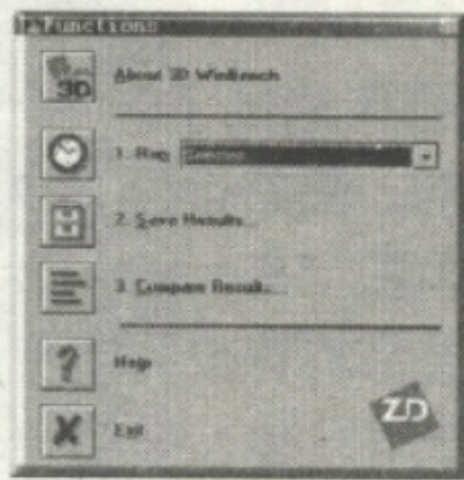 Functions
3D
About 3D WinBench
1. Run
2. Save Results...
3. Compare Results...
Help
Exit
ZD